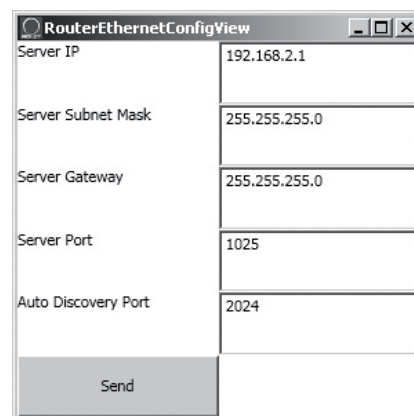 RouterEthernetConfigView
Server IP
192.168.2.1
Server Subnet Mask
255.255.255.0
Server Gateway
255.255.255.0
Server Port
1025
Auto Discovery Port
2024
Send